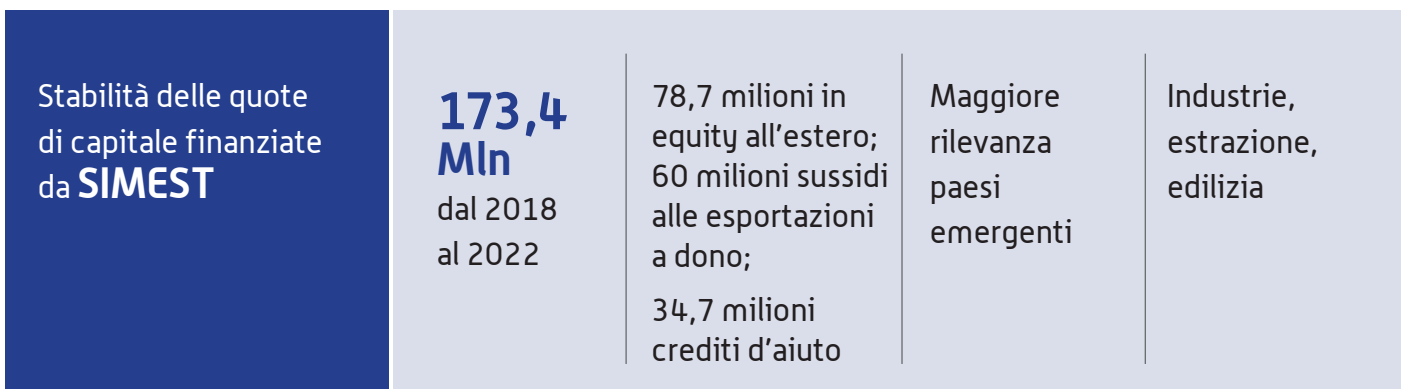 Stabilità delle quote
di capitale finanziate
da SIMEST
173,4
Mln
dal 2018
al 2022
78,7 milioni in
equity all'estero;
60 milioni sussidi
alle esportazioni
a dono;
34,7 milioni
crediti d'aiuto
Maggiore
rilevanza
paesi
emergenti
Industrie,
estrazione,
edilizia